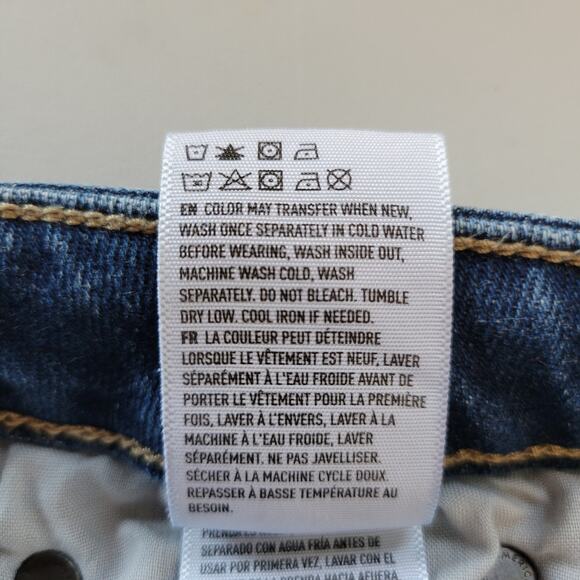 EN COLOR MAY TRANSFER WHEN NEW,
WASH ONCE SEPARATELY IN COLD WATER
BEFORE WEARING, WASH INSIDE OUT,
MACHINE WASH COLD, WASH
SEPARATELY. DO NOT BLEACH. TUMBLE
DRY LOW. COOL IRON IF NEEDED.
FR LA COULEUR PEUT DÉTEINDRE
LORSQUE LE VÊTEMENT EST NEUF, LAVER
SÉPARÉMENT À L'EAU FROIDE AVANT DE
PORTER LE VÊTEMENT POUR LA PREMIÈRE
FOIS, LAVER À L'ENVERS, LAVER À LA
MACHINE À L'EAU FROIDE, LAVER
SÉPARÉMENT. NE PAS JAVELLISER.
SÉCHER À LA MACHINE CYCLE DOUX.
REPASSER À BASSE TEMPÉRATURE AU
BESOIN.
SEPARADO CON AGUA FRÍA ANTES DE
USAR POR PRIMERA VEZ, LAVAR CON EL